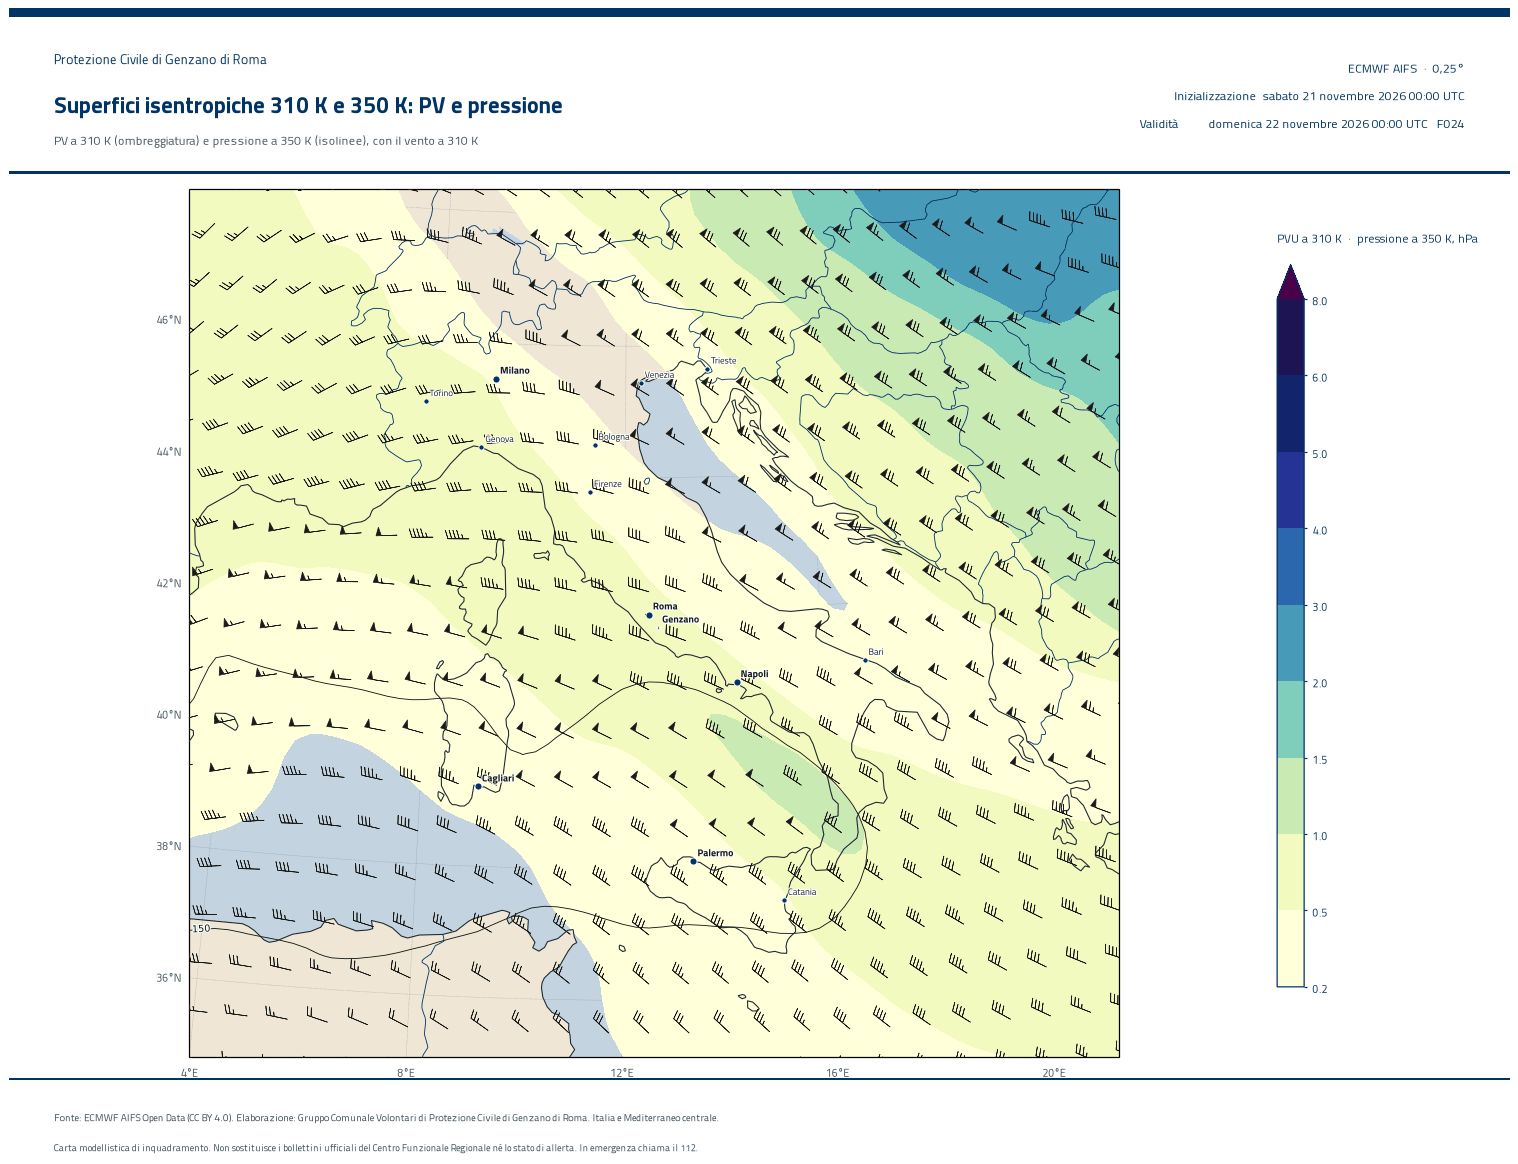 Protezione Civile di Genzano di Roma
Superfici isentropiche 310 K e 350 K: PV e pressione
PV a 310 K (ombreggiatura) e pressione a 350 K (isolinee), con il vento a 310 K
ECMWF AIFS · 0,25°
Inizializzazione sabato 21 novembre 2026 00:00 UTC
Validità domenica 22 novembre 2026 00:00 UTC F024
PVU a 310 K · pressione a 350 K, hPa
8.0
6.0
5.0
4.0
3.0
2.0
1.5
1.0
0.5
0.2
46°N
44°N
42°N
40°N
38°N
36°N
4°E
8°E
12°E
16°E
20°E
Trieste
Venezia
Milano
Torino
Genova
Bologna
Firenze
Roma
Genzano
Bari
Napoli
Cagliari
Palermo
Catania
150
Fonte: ECMWF AIFS Open Data (CC BY 4.0). Elaborazione: Gruppo Comunale Volontari di Protezione Civile di Genzano di Roma. Italia e Mediterraneo centrale.
Carta modellistica di inquadramento. Non sostituisce i bollettini ufficiali del Centro Funzionale Regionale né lo stato di allerta. In emergenza chiama il 112.